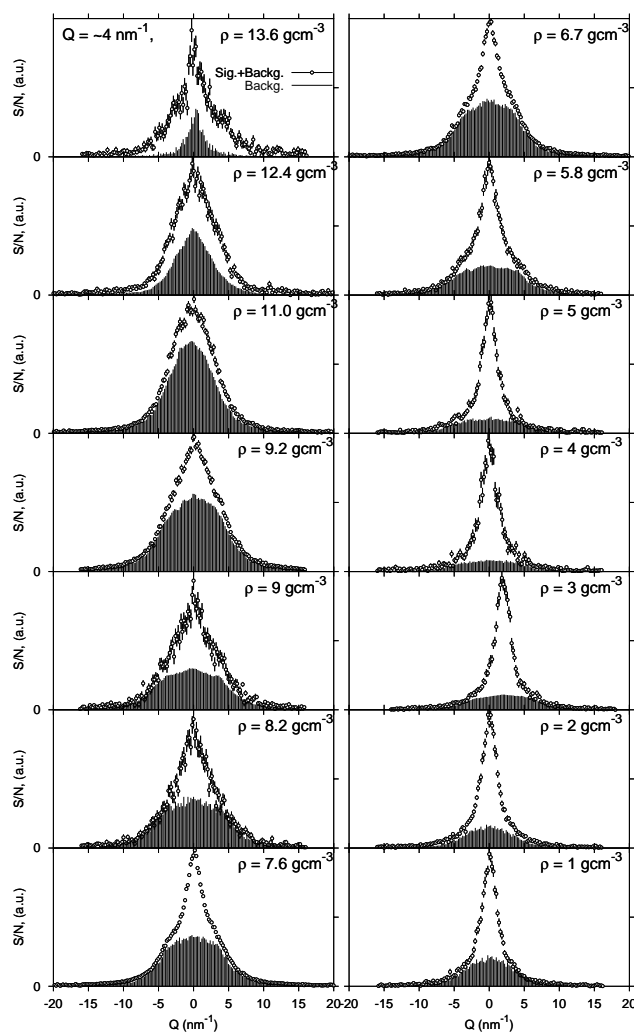 Q = ~4 nm-1, ρ = 13.6 gcm-3
Sig.+Backg.
Backg.
S/N, (a.u.)
0
ρ = 12.4 gcm-3
S/N, (a.u.)
0
ρ = 11.0 gcm-3
S/N, (a.u.)
0
ρ = 9.2 gcm-3
S/N, (a.u.)
0
ρ = 9 gcm-3
S/N, (a.u.)
0
ρ = 8.2 gcm-3
S/N, (a.u.)
0
ρ = 7.6 gcm-3
S/N, (a.u.)
0
-20 -15 -10 -5 0 5 10 15 20
Q (nm-1)
ρ = 6.7 gcm-3
ρ = 5.8 gcm-3
ρ = 5 gcm-3
ρ = 4 gcm-3
ρ = 3 gcm-3
ρ = 2 gcm-3
ρ = 1 gcm-3
-20 -15 -10 -5 0 5 10 15 20
Q (nm-1)